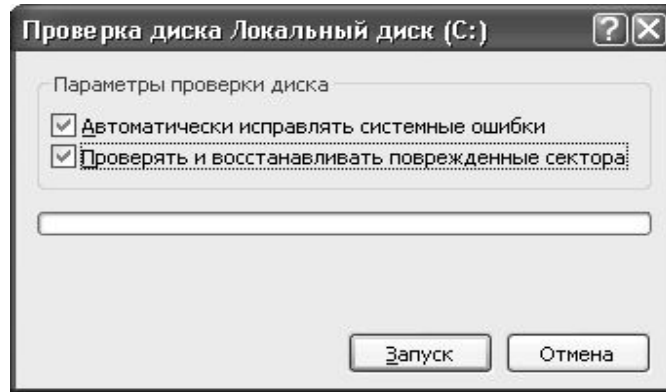 Проверка диска Локальный диск (C:)
Параметры проверки диска
Автоматически исправлять системные ошибки
Проверять и восстанавливать поврежденные сектора
Запуск
Отмена